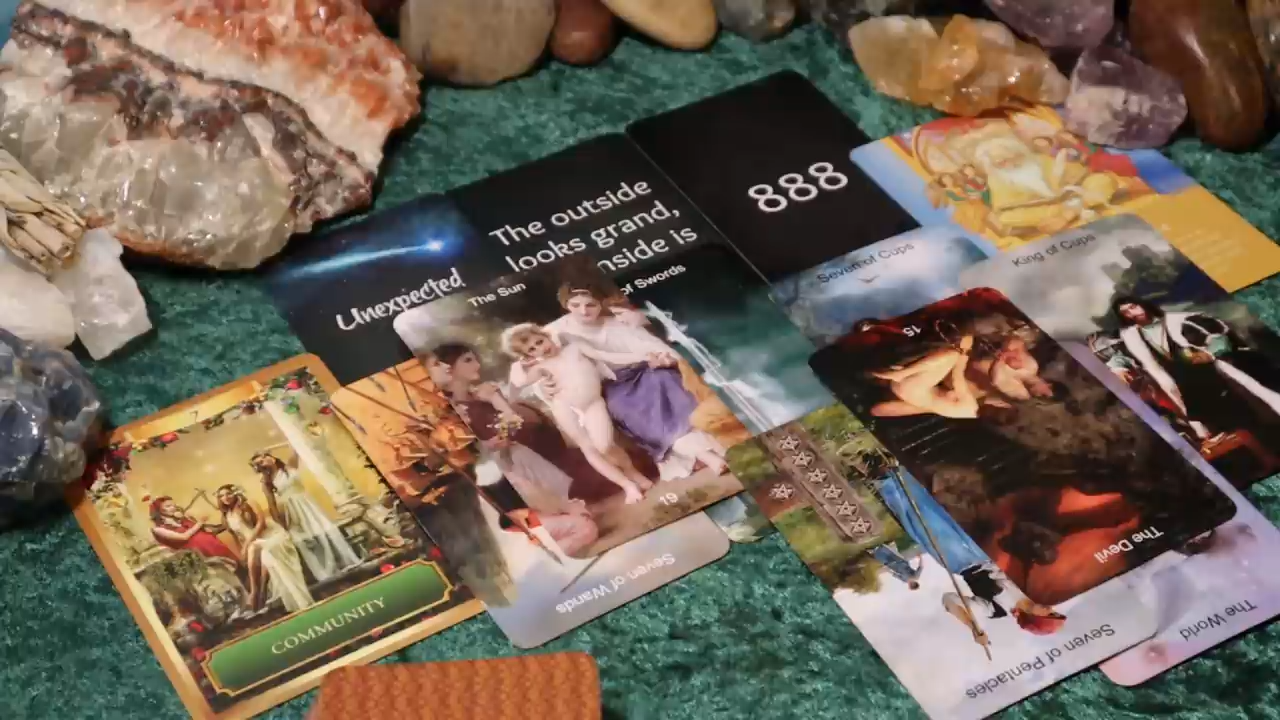 The outside
looks grand,
inside is
888
Unexpected
The Sun
of Swords
Seven of Cups
King of Cups
15
19
The Devil
COMMUNITY
Seven of Wands
Seven of Pentacles
The World